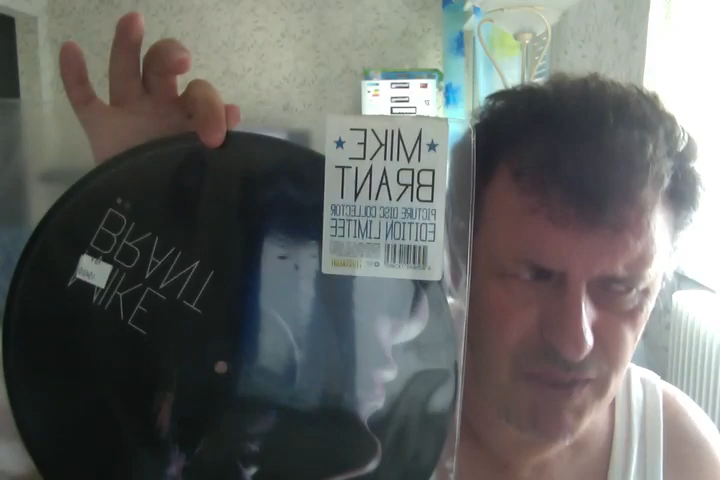 ★ MIKE ★
BRANT
PICTURE DISC COLLECTOR
EDITION LIMITEE
MIKE
BRANT